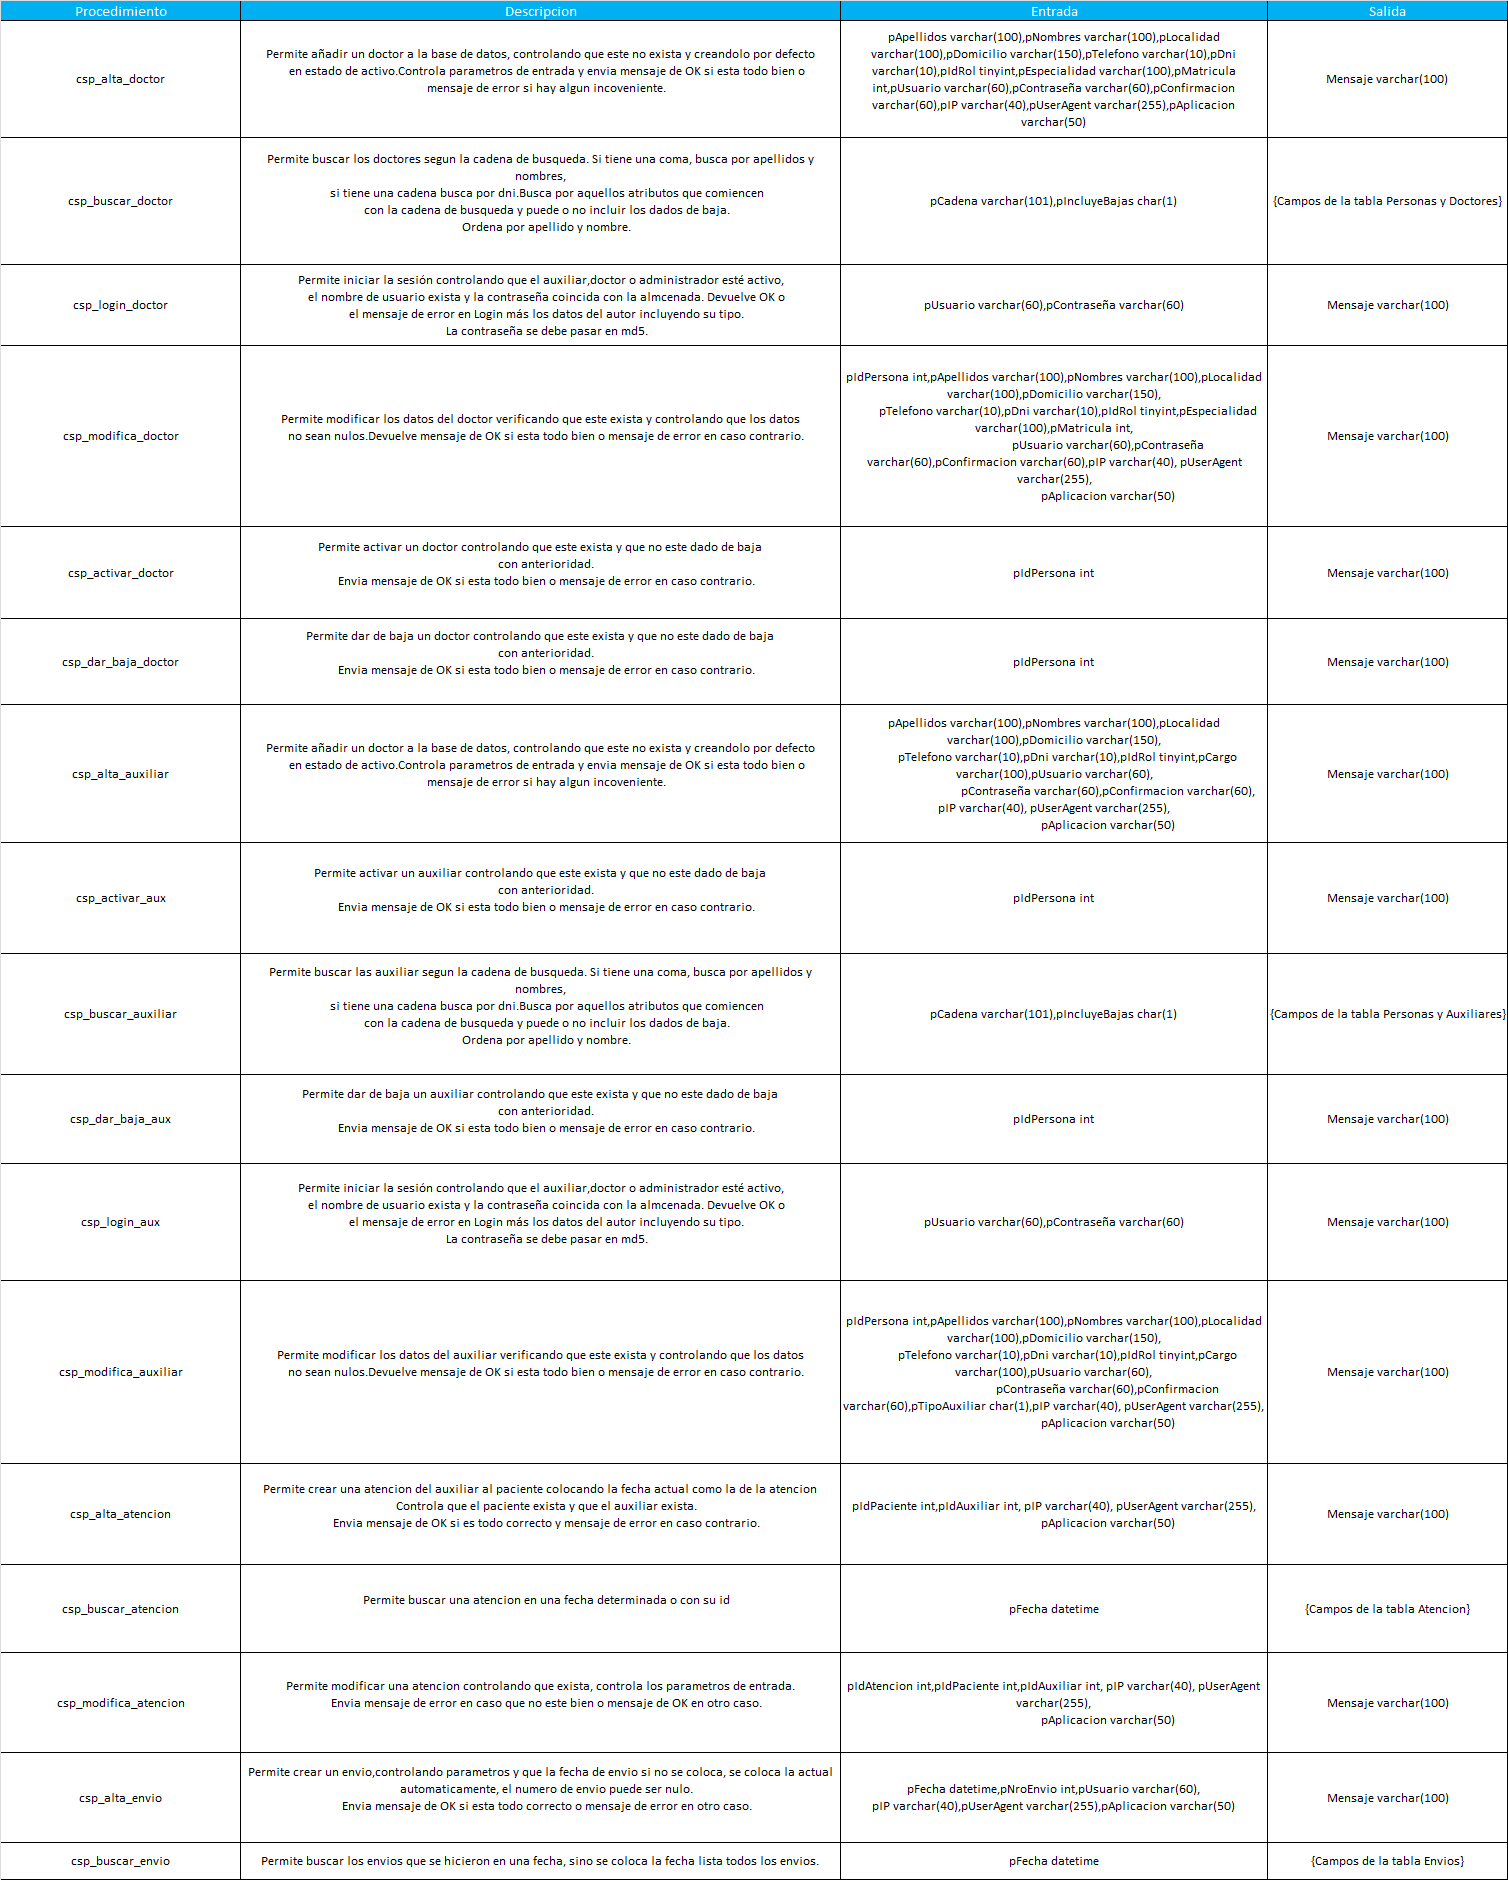 Procedimiento Descripcion Entrada Salida
csp_alta_doctor
Permite añadir un doctor a la base de datos, controlando que este no exista y creandolo por defecto
en estado de activo.Controla parametros de entrada y envia mensaje de OK si esta todo bien o
mensaje de error si hay algun incoveniente.
pApellidos varchar(100),pNombres varchar(100),pLocalidad
varchar(100),pDomicilio varchar(150),pTelefono varchar(10),pDni
varchar(10),pIdRol tinyint,pEspecialidad varchar(100),pMatricula
int,pUsuario varchar(60),pContraseña varchar(60),pConfirmacion
varchar(60),pIP varchar(40),pUserAgent varchar(255),pAplicacion
varchar(50)
Mensaje varchar(100)
csp_buscar_doctor
Permite buscar los doctores segun la cadena de busqueda. Si tiene una coma, busca por apellidos y
nombres,
si tiene una cadena busca por dni.Busca por aquellos atributos que comiencen
con la cadena de busqueda y puede o no incluir los dados de baja.
Ordena por apellido y nombre.
pCadena varchar(101),pIncluyeBajas char(1)
{Campos de la tabla Personas y Doctores}
csp_login_doctor
Permite iniciar la sesión controlando que el auxiliar,doctor o administrador esté activo,
el nombre de usuario exista y la contraseña coincida con la almcenada. Devuelve OK o
el mensaje de error en Login más los datos del autor incluyendo su tipo.
La contraseña se debe pasar en md5.
pUsuario varchar(60),pContraseña varchar(60)
Mensaje varchar(100)
csp_modifica_doctor
Permite modificar los datos del doctor verificando que este exista y controlando que los datos
no sean nulos.Devuelve mensaje de OK si esta todo bien o mensaje de error en caso contrario.
pIdPersona int,pApellidos varchar(100),pNombres varchar(100),pLocalidad
varchar(100),pDomicilio varchar(150),
pTelefono varchar(10),pDni varchar(10),pIdRol tinyint,pEspecialidad
varchar(100),pMatricula int,
pUsuario varchar(60),pContraseña
varchar(60),pConfirmacion varchar(60),pIP varchar(40), pUserAgent
varchar(255),
pAplicacion varchar(50)
Mensaje varchar(100)
csp_activar_doctor
Permite activar un doctor controlando que este exista y que no este dado de baja
con anterioridad.
Envia mensaje de OK si esta todo bien o mensaje de error en caso contrario.
pIdPersona int
Mensaje varchar(100)
csp_dar_baja_doctor
Permite dar de baja un doctor controlando que este exista y que no este dado de baja
con anterioridad.
Envia mensaje de OK si esta todo bien o mensaje de error en caso contrario.
pIdPersona int
Mensaje varchar(100)
csp_alta_auxiliar
Permite añadir un doctor a la base de datos, controlando que este no exista y creandolo por defecto
en estado de activo.Controla parametros de entrada y envia mensaje de OK si esta todo bien o
mensaje de error si hay algun incoveniente.
pApellidos varchar(100),pNombres varchar(100),pLocalidad
varchar(100),pDomicilio varchar(150),
pTelefono varchar(10),pDni varchar(10),pIdRol tinyint,pCargo
varchar(100),pUsuario varchar(60),
pContraseña varchar(60),pConfirmacion varchar(60),
pIP varchar(40), pUserAgent varchar(255),
pAplicacion varchar(50)
Mensaje varchar(100)
csp_activar_aux
Permite activar un auxiliar controlando que este exista y que no este dado de baja
con anterioridad.
Envia mensaje de OK si esta todo bien o mensaje de error en caso contrario.
pIdPersona int
Mensaje varchar(100)
csp_buscar_auxiliar
Permite buscar las auxiliar segun la cadena de busqueda. Si tiene una coma, busca por apellidos y
nombres,
si tiene una cadena busca por dni.Busca por aquellos atributos que comiencen
con la cadena de busqueda y puede o no incluir los dados de baja.
Ordena por apellido y nombre.
pCadena varchar(101),pIncluyeBajas char(1)
{Campos de la tabla Personas y Auxiliares}
csp_dar_baja_aux
Permite dar de baja un auxiliar controlando que este exista y que no este dado de baja
con anterioridad.
Envia mensaje de OK si esta todo bien o mensaje de error en caso contrario.
pIdPersona int
Mensaje varchar(100)
csp_login_aux
Permite iniciar la sesión controlando que el auxiliar,doctor o administrador esté activo,
el nombre de usuario exista y la contraseña coincida con la almcenada. Devuelve OK o
el mensaje de error en Login más los datos del autor incluyendo su tipo.
La contraseña se debe pasar en md5.
pUsuario varchar(60),pContraseña varchar(60)
Mensaje varchar(100)
csp_modifica_auxiliar
Permite modificar los datos del auxiliar verificando que este exista y controlando que los datos
no sean nulos.Devuelve mensaje de OK si esta todo bien o mensaje de error en caso contrario.
pIdPersona int,pApellidos varchar(100),pNombres varchar(100),pLocalidad
varchar(100),pDomicilio varchar(150),
pTelefono varchar(10),pDni varchar(10),pIdRol tinyint,pCargo
varchar(100),pUsuario varchar(60),
pContraseña varchar(60),pConfirmacion
varchar(60),pTipoAuxiliar char(1),pIP varchar(40), pUserAgent varchar(255),
pAplicacion varchar(50)
Mensaje varchar(100)
csp_alta_atencion
Permite crear una atencion del auxiliar al paciente colocando la fecha actual como la de la atencion
Controla que el paciente exista y que el auxiliar exista.
Envia mensaje de OK si es todo correcto y mensaje de error en caso contrario.
pIdPaciente int,pIdAuxiliar int, pIP varchar(40), pUserAgent varchar(255),
pAplicacion varchar(50)
Mensaje varchar(100)
csp_buscar_atencion
Permite buscar una atencion en una fecha determinada o con su id
pFecha datetime
{Campos de la tabla Atencion}
csp_modifica_atencion
Permite modificar una atencion controlando que exista, controla los parametros de entrada.
Envia mensaje de error en caso que no este bien o mensaje de OK en otro caso.
pIdAtencion int,pIdPaciente int,pIdAuxiliar int, pIP varchar(40), pUserAgent
varchar(255),
pAplicacion varchar(50)
Mensaje varchar(100)
csp_alta_envio
Permite crear un envio,controlando parametros y que la fecha de envio si no se coloca, se coloca la actual
automaticamente, el numero de envio puede ser nulo.
Envia mensaje de OK si esta todo correcto o mensaje de error en otro caso.
pFecha datetime,pNroEnvio int,pUsuario varchar(60),
pIP varchar(40),pUserAgent varchar(255),pAplicacion varchar(50)
Mensaje varchar(100)
csp_buscar_envio
Permite buscar los envios que se hicieron en una fecha, sino se coloca la fecha lista todos los envios.
pFecha datetime
{Campos de la tabla Envios}